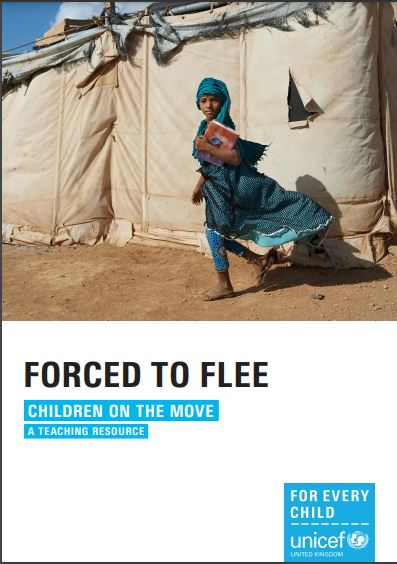 FORCED TO FLEE
CHILDREN ON THE MOVE
A TEACHING RESOURCE
FOR EVERY
CHILD
unicef
UNITED KINGDOM